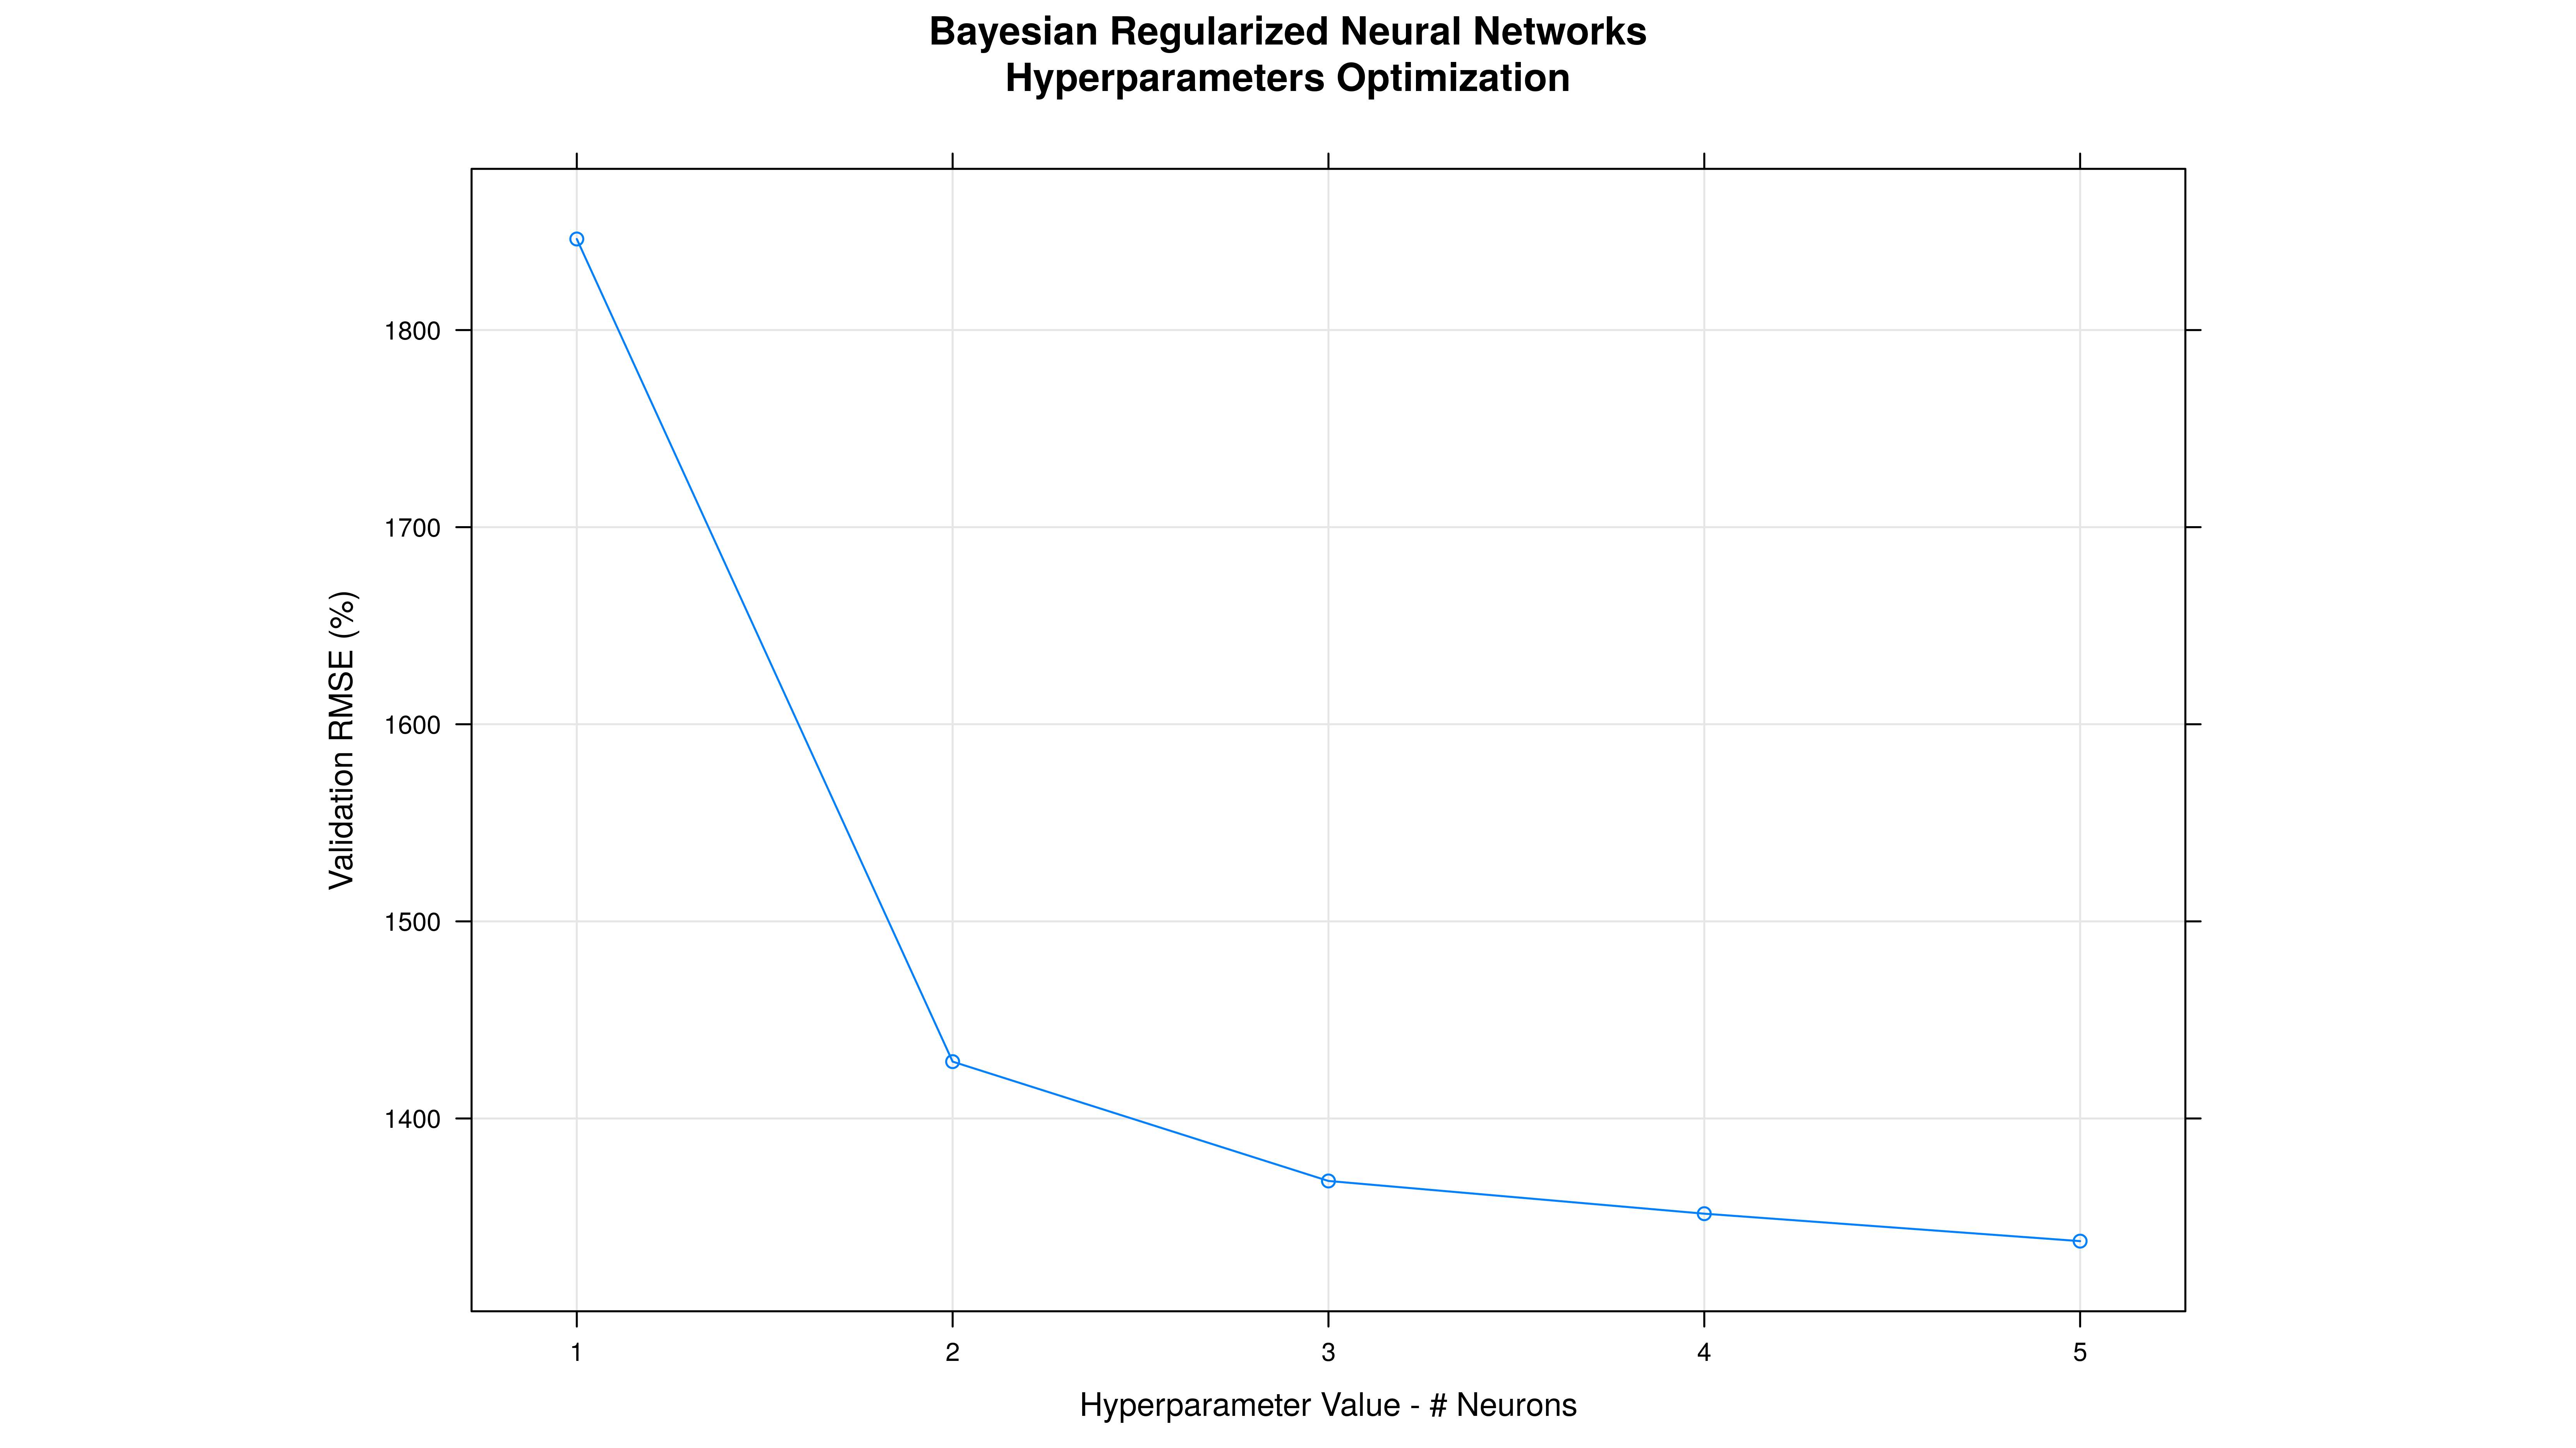 Bayesian Regularized Neural Networks
Hyperparameters Optimization
1800
1700
1600
1500
1400
Validation RMSE (%)
1 2 3 4 5
Hyperparameter Value - # Neurons